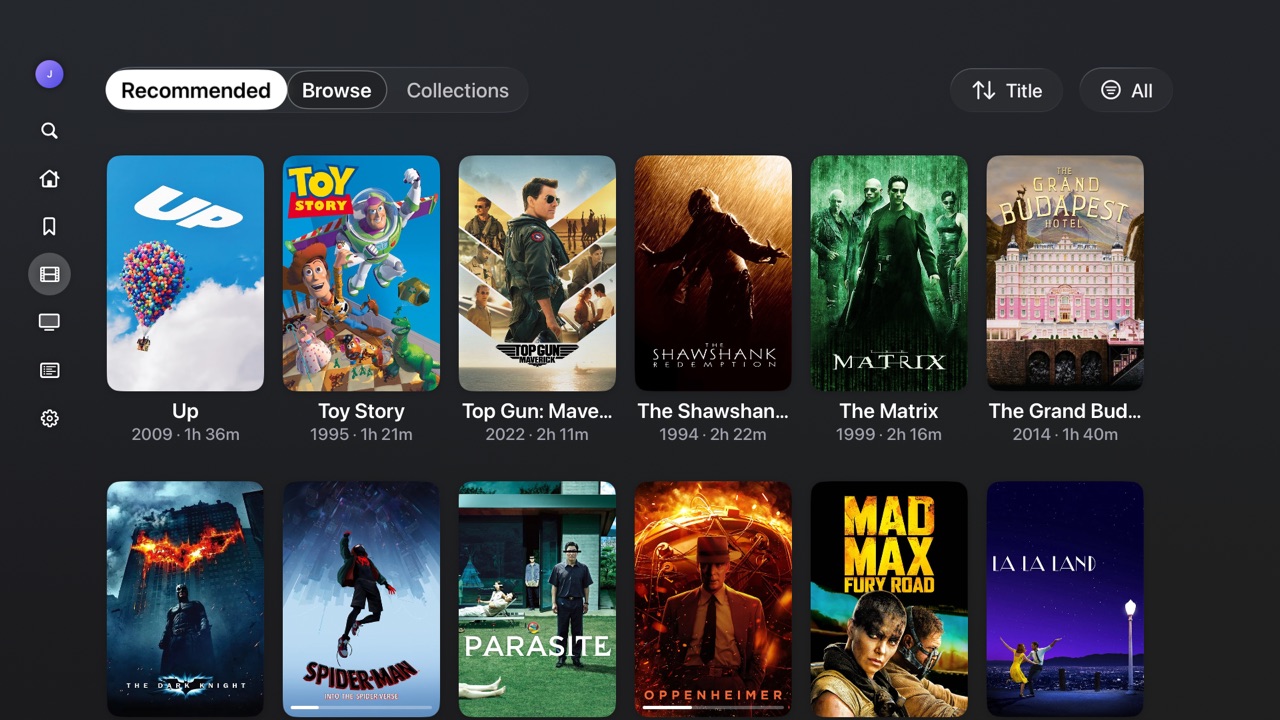 J
Recommended
Browse
Collections
Title
All
UP
TOY
STORY
TOP GUN
MAVERICK
THE
SHAWSHANK
REDEMPTION
THE
MATRIX
THE
GRAND
BUDAPEST
HOTEL
Up
2009 · 1h 36m
Toy Story
1995 · 1h 21m
Top Gun: Mave...
2022 · 2h 11m
The Shawshan...
1994 · 2h 22m
The Matrix
1999 · 2h 16m
The Grand Bud...
2014 · 1h 40m
THE DARK KNIGHT
SPIDER-MAN
INTO THE SPIDER-VERSE
PARASITE
OPPENHEIMER
MAD
MAX
FURY ROAD
LA LA LAND